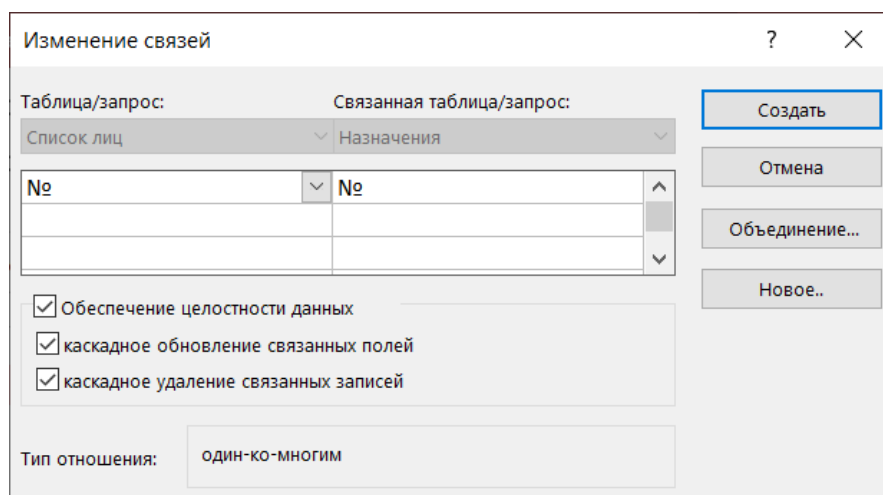 Изменение связей
?
Таблица/запрос:
Связанная таблица/запрос:
Создать
Список лиц
Назначения
Отмена
№
№
Объединение...
Новое..
Обеспечение целостности данных
каскадное обновление связанных полей
каскадное удаление связанных записей
Тип отношения:
один-ко-многим